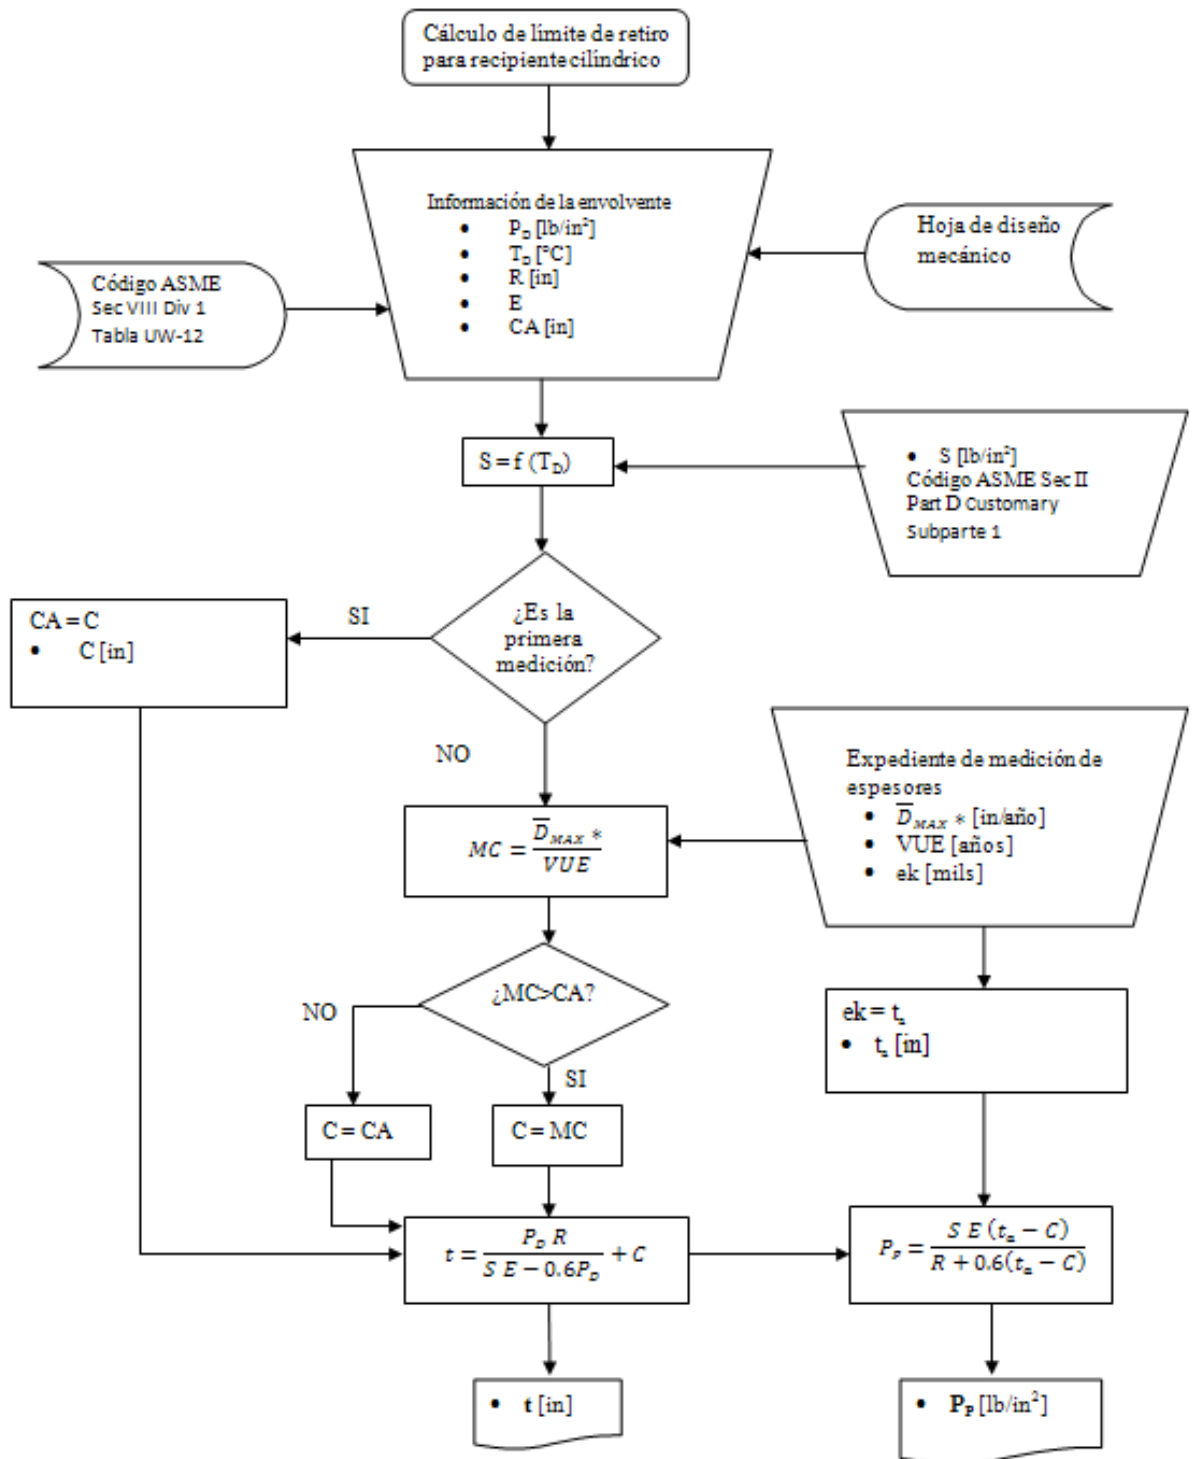 Cálculo de límite de retiro
para recipiente cilíndrico
Información de la envolvente
• P_D [lb/in²]
• T_D [°C]
• R [in]
• E
• CA [in]
Hoja de diseño
mecánico
Código ASME
Sec VIII Div 1
Tabla UW-12
S = f (T_D)
• S [lb/in²]
Código ASME Sec II
Part D Customary
Subparte 1
¿Es la
primera
medición?
SI
CA = C
• C [in]
NO
Expediente de medición de
espesores
• D̅_MAX * [in/año]
• VUE [años]
• ek [mils]
MC = D̅_MAX * / VUE
¿MC>CA?
NO
SI
ek = t_a
• t_a [in]
C = CA
C = MC
t = P_D R / S E − 0.6P_D + C
P_P = S E (t_a − C) / R + 0.6(t_a − C)
• t [in]
• P_P [lb/in²]